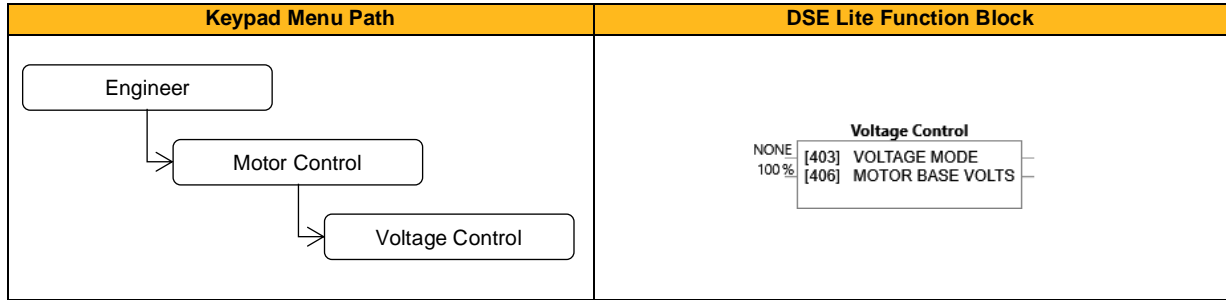 Keypad Menu Path
DSE Lite Function Block
Engineer
Motor Control
Voltage Control
Voltage Control
NONE [403] VOLTAGE MODE
100 % [406] MOTOR BASE VOLTS